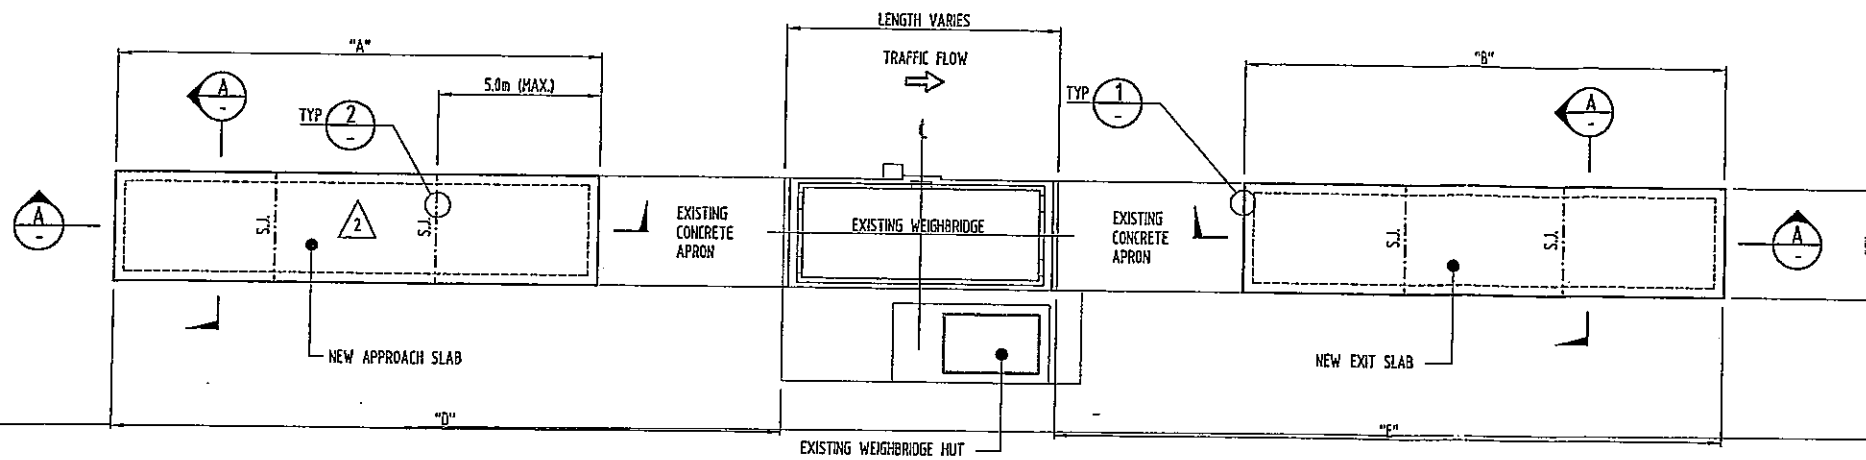 LENGTH VARIES
"A"
"B"
TRAFFIC FLOW
5.0m (MAX.)
A
-
TYP
2
-
TYP
1
-
A
-
℄
A
-
S.J.
2
S.J.
EXISTING
CONCRETE
APRON
EXISTING WEIGHBRIDGE
EXISTING
CONCRETE
APRON
S.J.
S.J.
A
-
NEW APPROACH SLAB
NEW EXIT SLAB
"D"
"E"
EXISTING WEIGHBRIDGE HUT